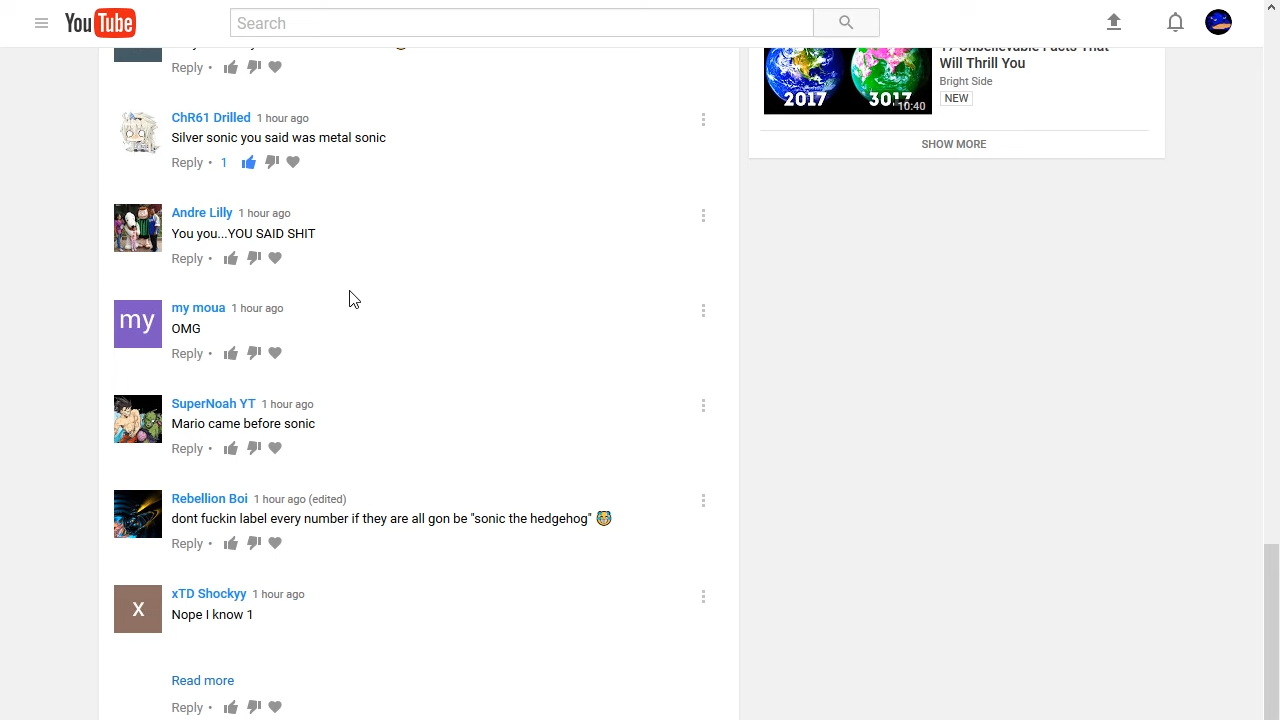 YouTube
Search
Reply •
ChR61 Drilled 1 hour ago
Silver sonic you said was metal sonic
Reply • 1
Andre Lilly 1 hour ago
You you...YOU SAID SHIT
Reply •
my
my moua 1 hour ago
OMG
Reply •
SuperNoah YT 1 hour ago
Mario came before sonic
Reply •
Rebellion Boi 1 hour ago (edited)
dont fuckin label every number if they are all gon be "sonic the hedgehog"
Reply •
x
xTD Shockyy 1 hour ago
Nope I know 1
Read more
Reply •
17 Unbelievable Facts That
Will Thrill You
Bright Side
NEW
2017 3017
10:40
SHOW MORE